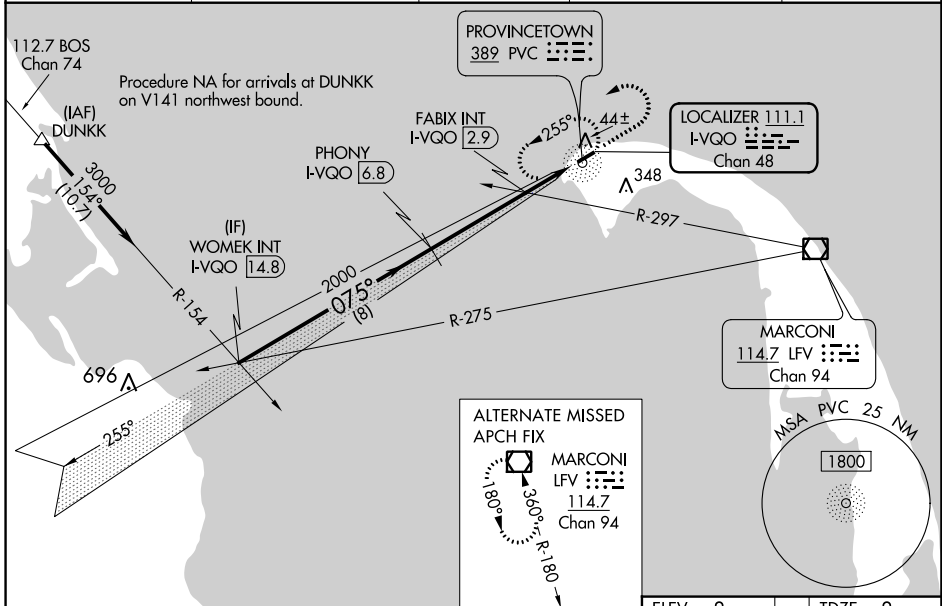 112.7 BOS
Chan 74
Procedure NA for arrivals at DUNKK
on V141 northwest bound.
(IAF)
DUNKK
3000
154°
(10.7)
R-154
PROVINCETOWN
389 PVC
LOCALIZER 111.1
I-VQO
Chan 48
44±
255°
348
FABIX INT
I-VQO 2.9
PHONY
I-VQO 6.8
(IF)
WOMEK INT
I-VQO 14.8
2000
075°
(8)
R-297
R-275
MARCONI
114.7 LFV
Chan 94
696
255°
ALTERNATE MISSED
APCH FIX
MARCONI
LFV
114.7
Chan 94
180°
360°
R-180
MSA PVC 25 NM
1800
ELEV 9
TDZE 9